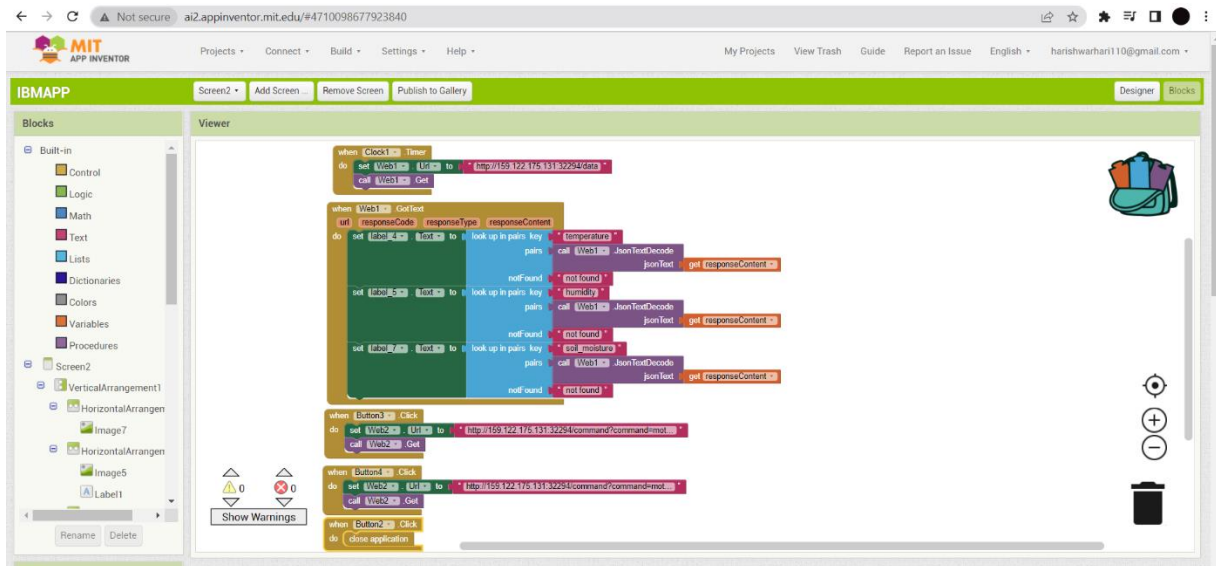 Not secure ai2.appinventor.mit.edu/#4710098677923840
MIT
APP INVENTOR
Projects Connect Build Settings Help My Projects View Trash Guide Report an Issue English harishwarhari110@gmail.com
IBMAPP Screen2 Add Screen ... Remove Screen Publish to Gallery Designer Blocks
Blocks
Viewer
Built-in
Control
Logic
Math
Text
Lists
Dictionaries
Colors
Variables
Procedures
Screen2
VerticalArrangement1
HorizontalArrangen
Image7
HorizontalArrangen
Image5
A Label1
Rename Delete
when Clock1 .Timer
do set Web1 . Url to " http://159.122.175.131:32294/data "
call Web1 .Get
when Web1 .GotText
url responseCode responseType responseContent
do set label_4 . Text to look up in pairs key " temperature "
pairs call Web1 .JsonTextDecode
jsonText get responseContent
notFound " not found "
set label_5 . Text to look up in pairs key " humidity "
pairs call Web1 .JsonTextDecode
jsonText get responseContent
notFound " not found "
set label_7 . Text to look up in pairs key " soil_moisture "
pairs call Web1 .JsonTextDecode
jsonText get responseContent
notFound " not found "
when Button3 .Click
do set Web2 . Url to " http://159.122.175.131:32294/command?command=mot... "
call Web2 .Get
when Button4 .Click
do set Web2 . Url to " http://159.122.175.131:32294/command?command=mot... "
call Web2 .Get
when Button2 .Click
do close application
0 0
Show Warnings